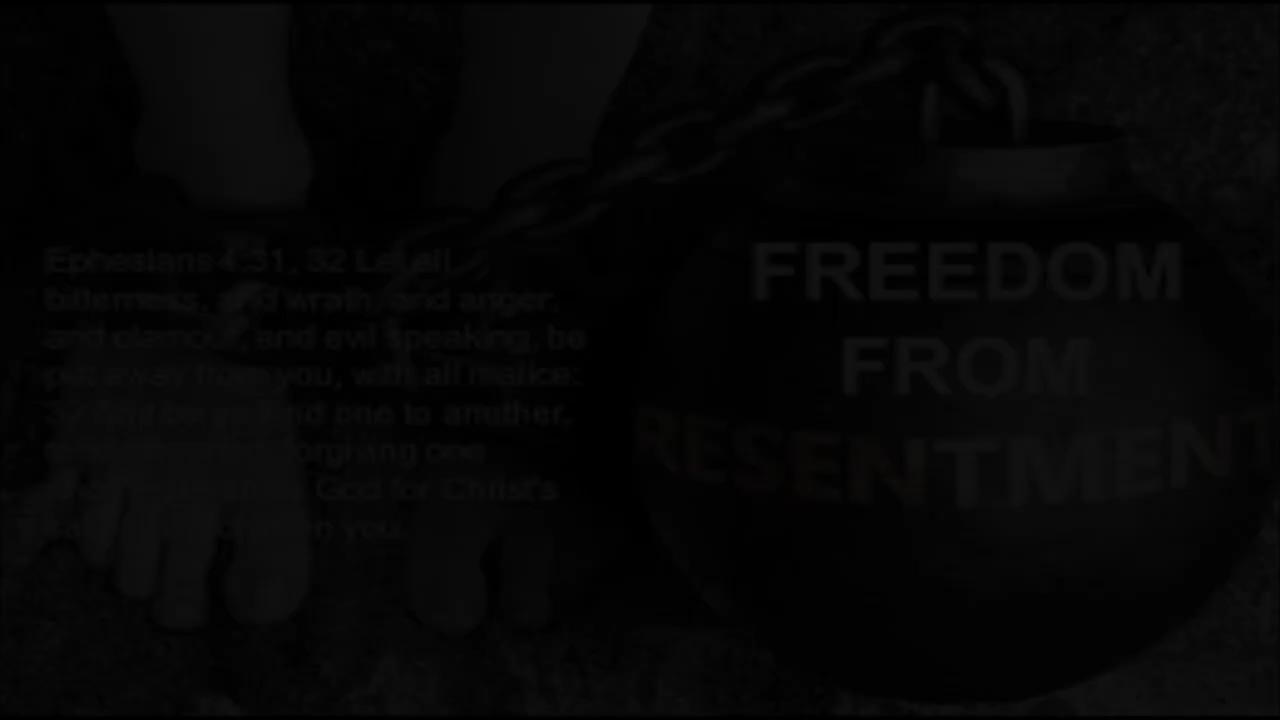 Ephesians 4:31, 32 Let all
bitterness, and wrath, and anger,
and clamour, and evil speaking, be
put away from you, with all malice:
32 And be ye kind one to another,
forgiving one
God for Christ's
you.
FREEDOM
FROM
RESENTMENT